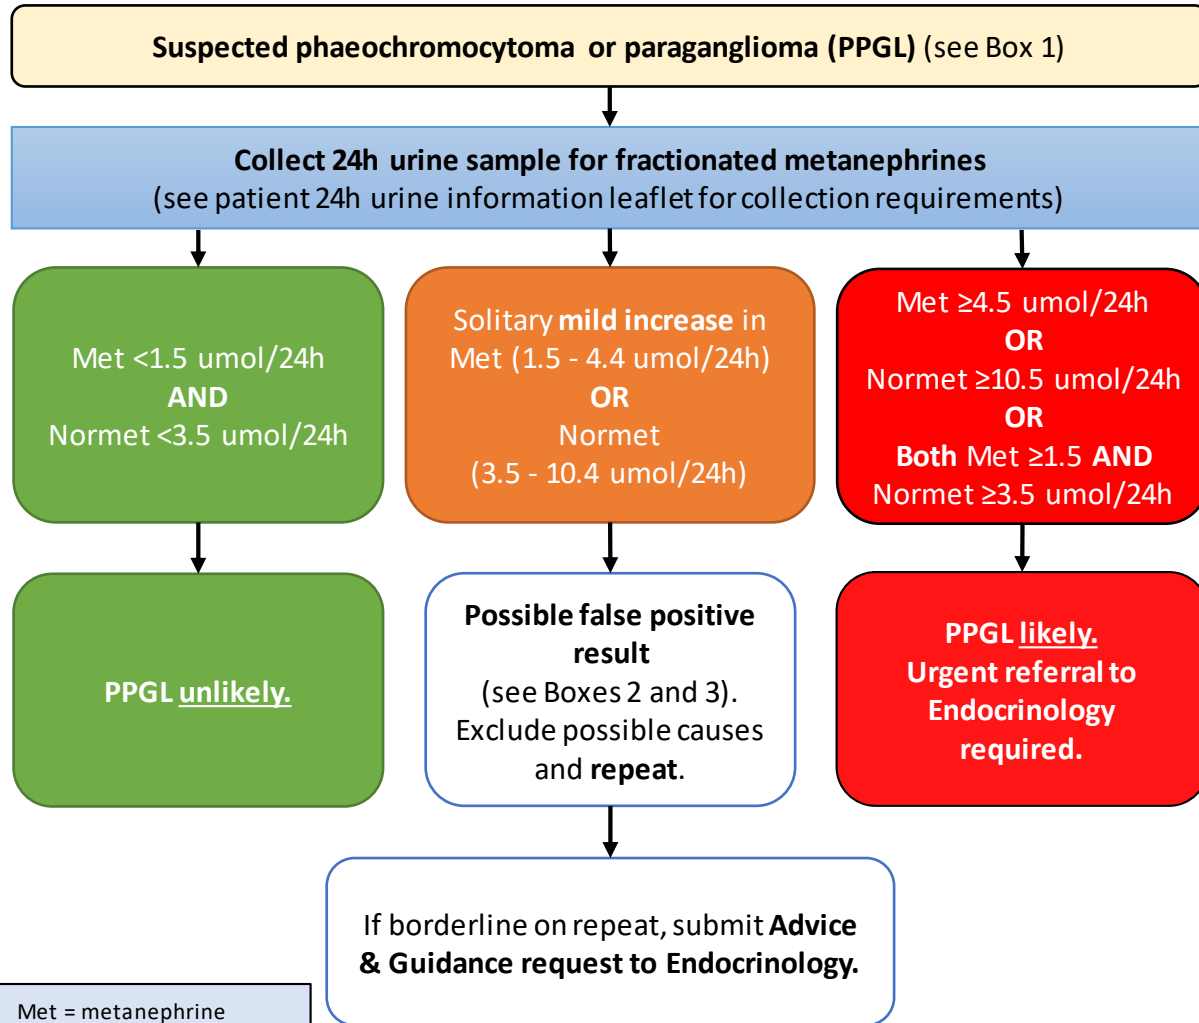 Suspected phaeochromocytoma or paraganglioma (PPGL) (see Box 1)
Collect 24h urine sample for fractionated metanephrines
(see patient 24h urine information leaflet for collection requirements)
Met <1.5 umol/24h
AND
Normet <3.5 umol/24h
Solitary mild increase in
Met (1.5 - 4.4 umol/24h)
OR
Normet
(3.5 - 10.4 umol/24h)
Met ≥4.5 umol/24h
OR
Normet ≥10.5 umol/24h
OR
Both Met ≥1.5 AND
Normet ≥3.5 umol/24h
PPGL unlikely.
Possible false positive
result
(see Boxes 2 and 3).
Exclude possible causes
and repeat.
PPGL likely.
Urgent referral to
Endocrinology
required.
If borderline on repeat, submit Advice
& Guidance request to Endocrinology.
Met = metanephrine